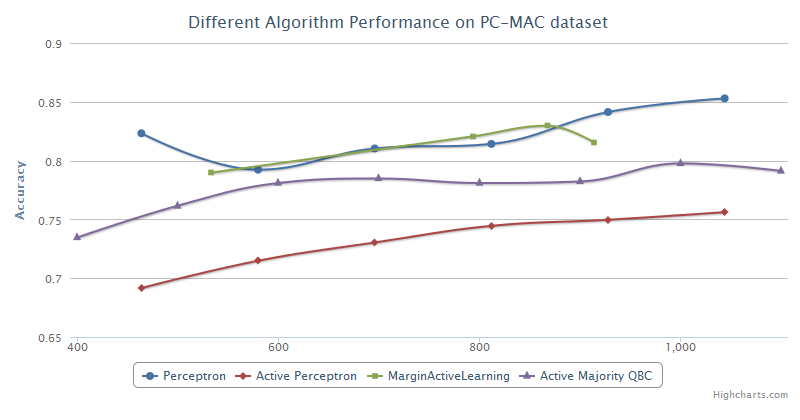 Different Algorithm Performance on PC-MAC dataset
0.9
0.85
0.8
0.75
0.7
0.65
Accuracy
400 600 800 1,000
Perceptron Active Perceptron MarginActiveLearning Active Majority QBC
Highcharts.com